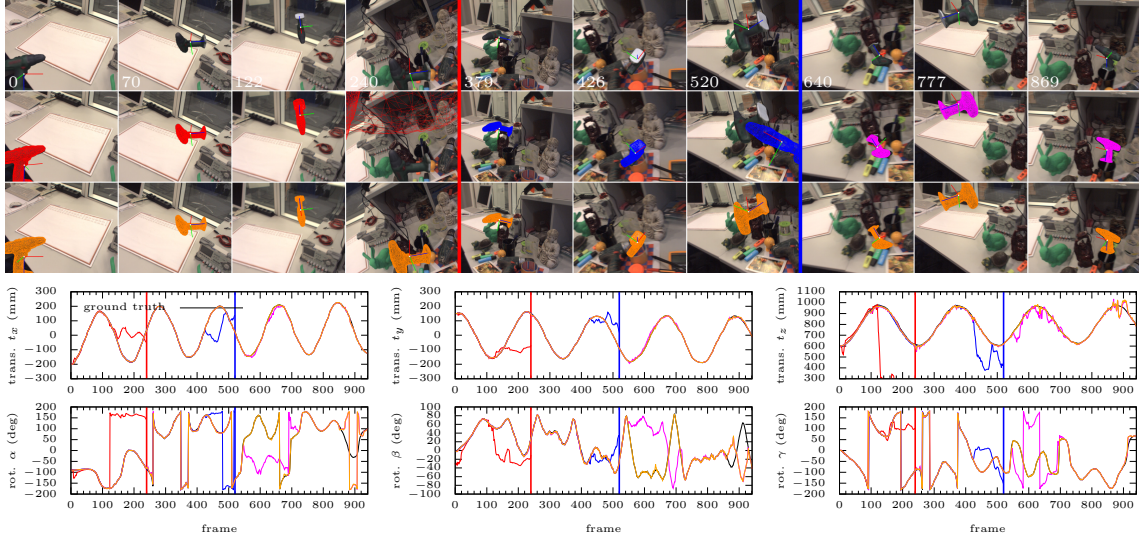 0 70 122 240 379 426 520 640 777 869
300 200 100 0 −100 −200 −300
trans. t_x (mm)
ground truth
0 100 200 300 400 500 600 700 800 900
300 200 100 0 −100 −200 −300
trans. t_y (mm)
0 100 200 300 400 500 600 700 800 900
1100 1000 900 800 700 600 500 400 300
trans. t_z (mm)
0 100 200 300 400 500 600 700 800 900
200 150 100 50 0 −50 −100 −150 −200
rot. α (deg)
0 100 200 300 400 500 600 700 800 900
frame
100 80 60 40 20 0 −20 −40 −60 −80 −100
rot. β (deg)
0 100 200 300 400 500 600 700 800 900
frame
200 150 100 50 0 −50 −100 −150 −200
rot. γ (deg)
0 100 200 300 400 500 600 700 800 900
frame